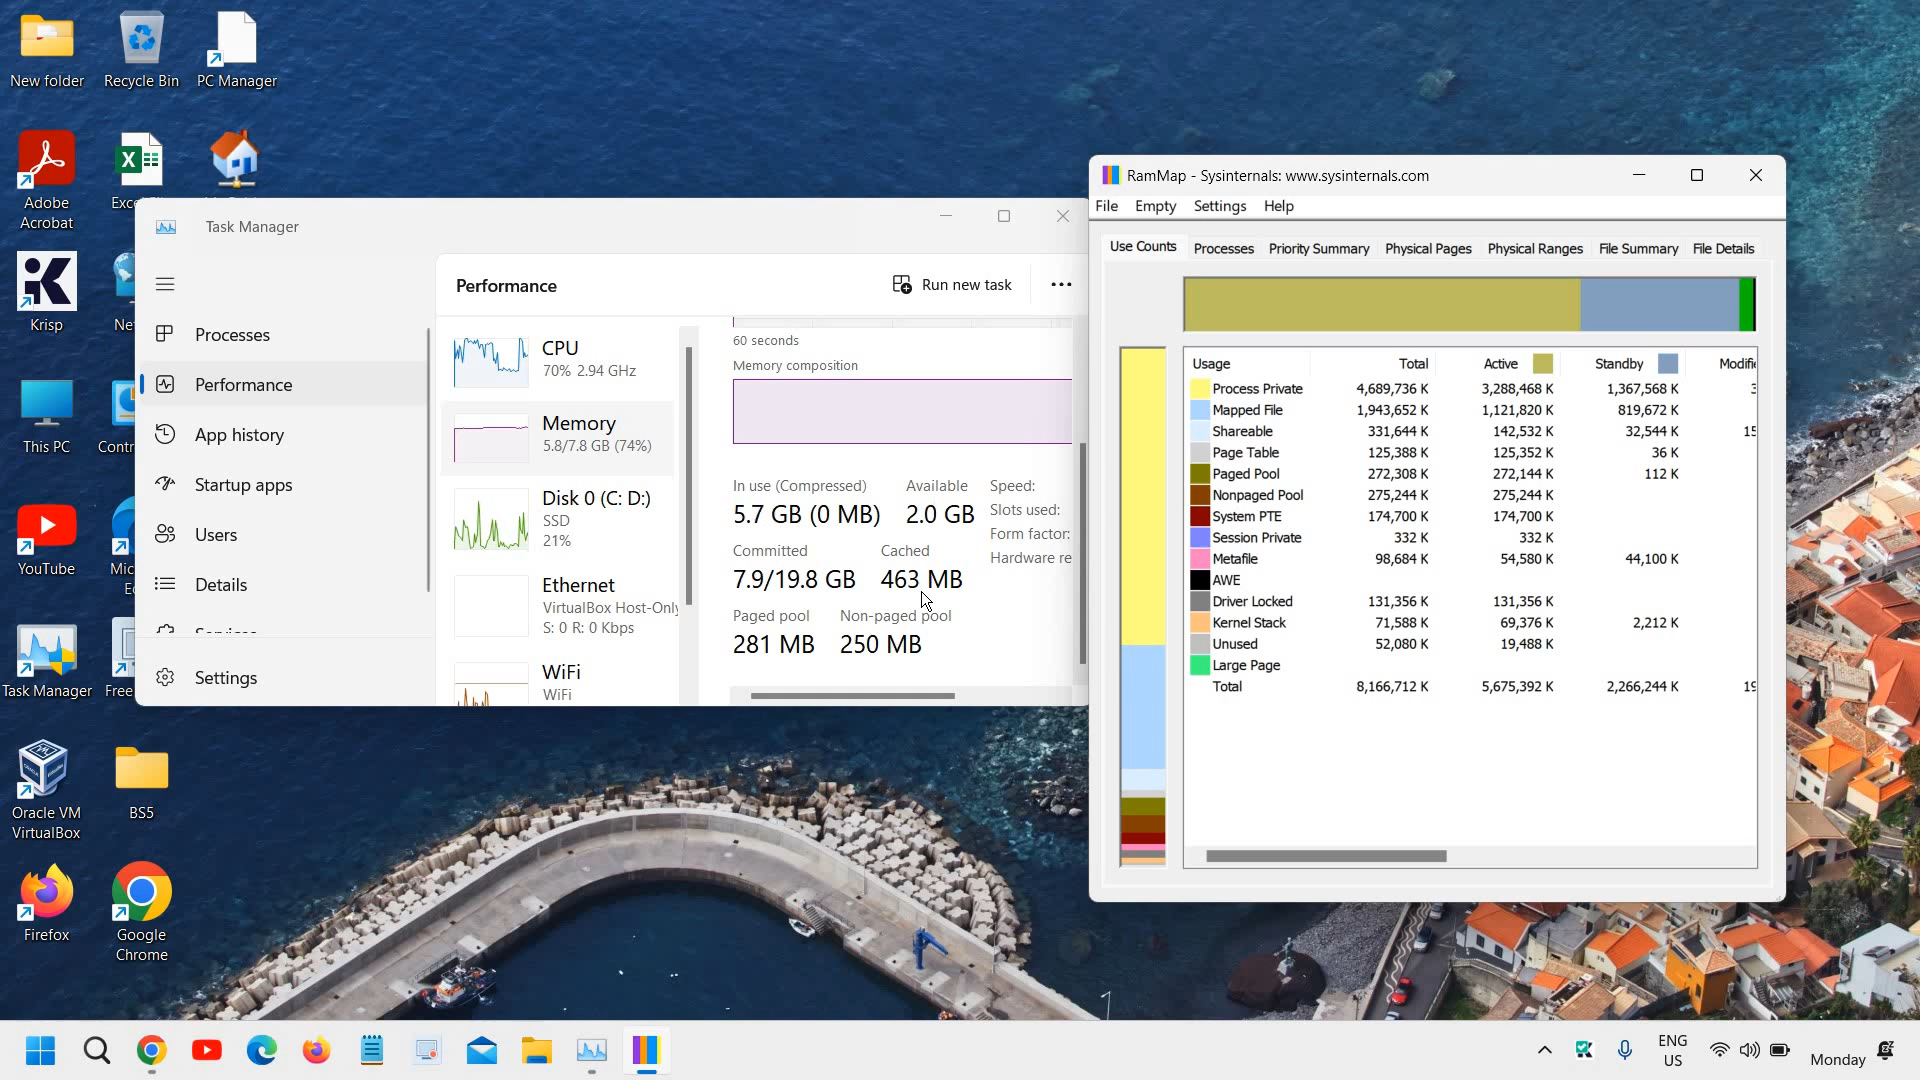 New folder
Recycle Bin
PC Manager
Adobe
Acrobat
Krisp
This PC
YouTube
Task Manager
Oracle VM
VirtualBox
BS5
Firefox
Google
Chrome
Task Manager
Processes
Performance
App history
Startup apps
Users
Details
Settings
Performance
Run new task
CPU
70% 2.94 GHz
Memory
5.8/7.8 GB (74%)
Disk 0 (C: D:)
SSD
21%
Ethernet
VirtualBox Host-Only
S: 0 R: 0 Kbps
WiFi
WiFi
60 seconds
Memory composition
In use (Compressed)
5.7 GB (0 MB)
Available
2.0 GB
Speed:
Slots used:
Form factor:
Hardware re
Committed
7.9/19.8 GB
Cached
463 MB
Paged pool
281 MB
Non-paged pool
250 MB
RamMap - Sysinternals: www.sysinternals.com
File Empty Settings Help
Use Counts Processes Priority Summary Physical Pages Physical Ranges File Summary File Details
Usage Total Active Standby Modifie
Process Private 4,689,736 K 3,288,468 K 1,367,568 K
Mapped File 1,943,652 K 1,121,820 K 819,672 K
Shareable 331,644 K 142,532 K 32,544 K 15
Page Table 125,388 K 125,352 K 36 K
Paged Pool 272,308 K 272,144 K 112 K
Nonpaged Pool 275,244 K 275,244 K
System PTE 174,700 K 174,700 K
Session Private 332 K 332 K
Metafile 98,684 K 54,580 K 44,100 K
AWE
Driver Locked 131,356 K 131,356 K
Kernel Stack 71,588 K 69,376 K 2,212 K
Unused 52,080 K 19,488 K
Large Page
Total 8,166,712 K 5,675,392 K 2,266,244 K 19
ENG
US
Monday